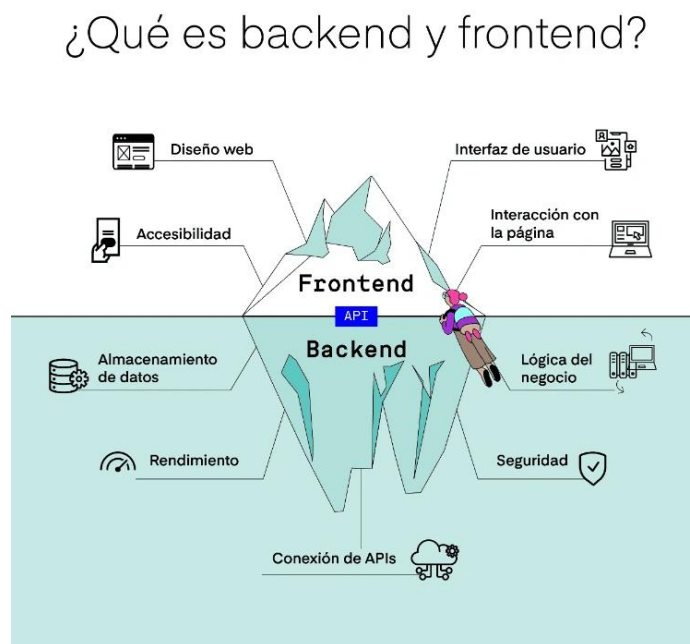 ¿Qué es backend y frontend?
Diseño web
Interfaz de usuario
Accesibilidad
Interacción con
la página
Frontend
API
Backend
Almacenamiento
de datos
Lógica del
negocio
Rendimiento
Seguridad
Conexión de APIs